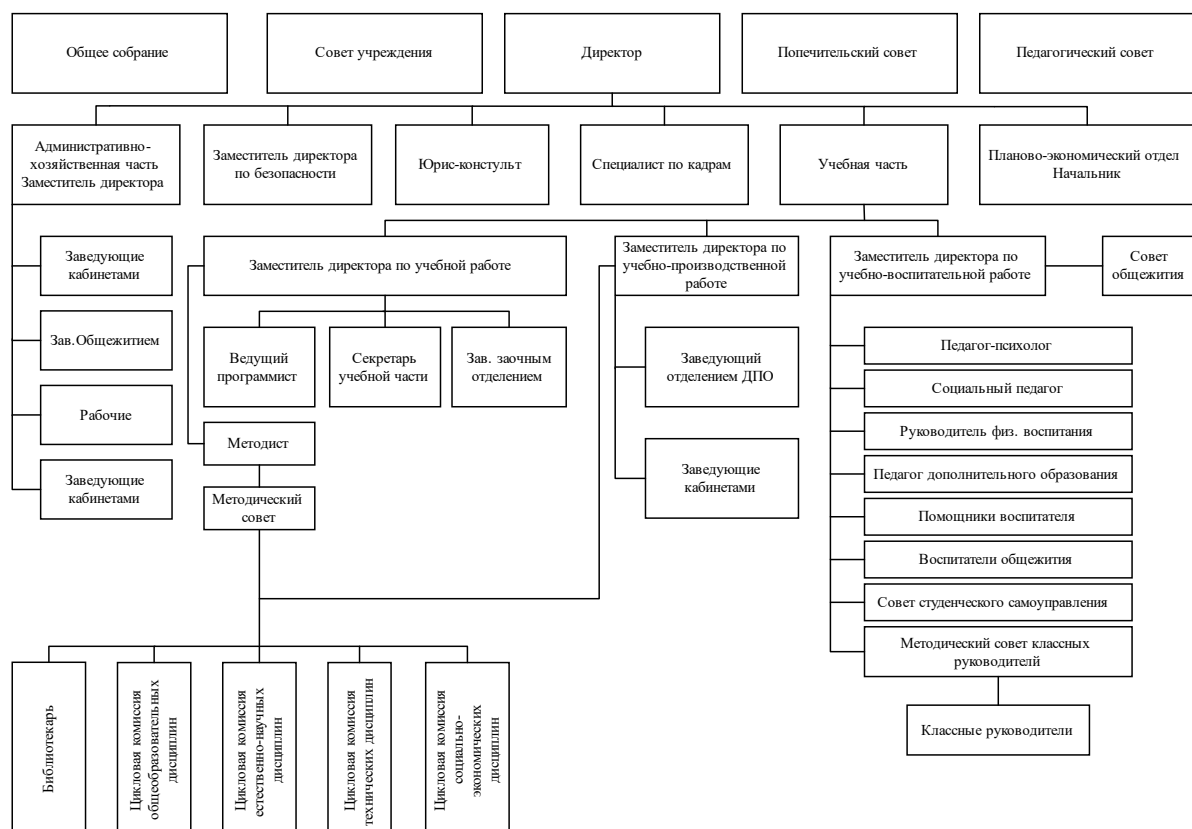 Общее собрание
Совет учреждения
Директор
Попечительский совет
Педагогический совет
Административно-
хозяйственная часть
Заместитель директора
Заместитель директора
по безопасности
Юрис-констульт
Специалист по кадрам
Учебная часть
Планово-экономический отдел
Начальник
Заведующие
кабинетами
Зав.Общежитием
Рабочие
Заведующие
кабинетами
Заместитель директора по учебной работе
Ведущий
программист
Секретарь
учебной части
Зав. заочным
отделением
Методист
Методический
совет
Заместитель директора по
учебно-производственной
работе
Заведующий
отделением ДПО
Заведующие
кабинетами
Заместитель директора по
учебно-воспитательной работе
Совет
общежития
Педагог-психолог
Социальный педагог
Руководитель физ. воспитания
Педагог дополнительного образования
Помощники воспитателя
Воспитатели общежития
Совет студенческого самоуправления
Методический совет классных
руководителй
Классные руководители
Библиотекарь
Цикловая комиссия
общеобразовательных
дисциплин
Цикловая комиссия
естественно-научных
дисциплин
Цикловая комиссия
технических дисциплин
Цикловая комиссия
социально-
экономических
дисциплин